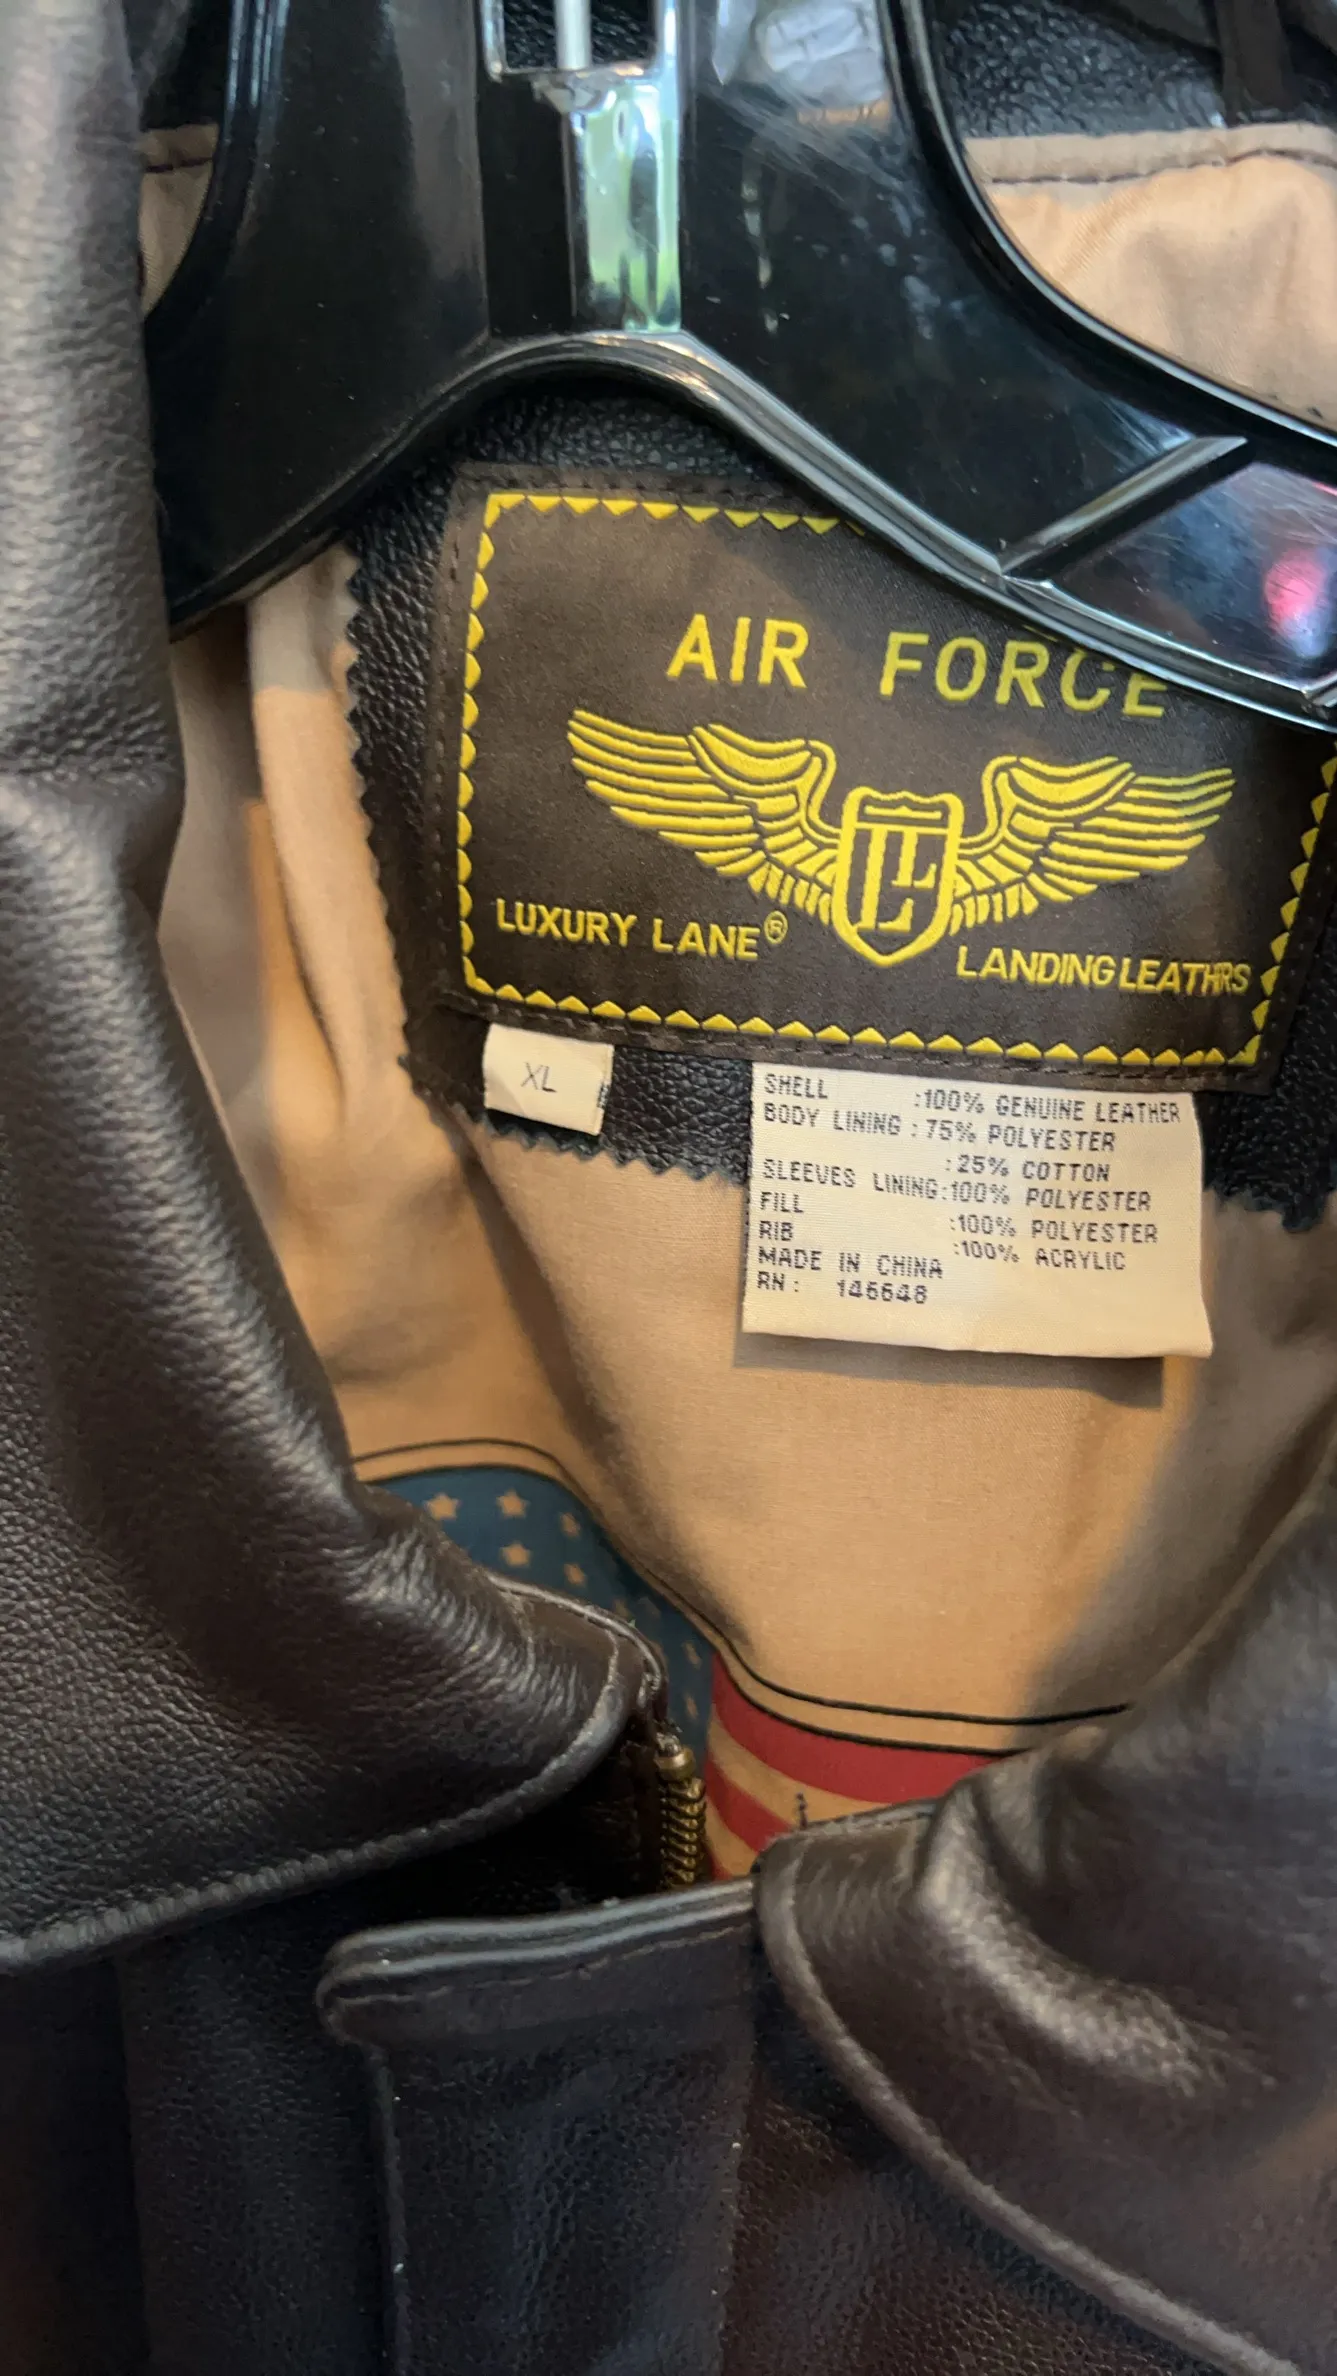 AIR FORCE
LL
LUXURY LANE®
LANDING LEATHRS
XL
SHELL :100% GENUINE LEATHER
BODY LINING : 75% POLYESTER
:25% COTTON
SLEEVES LINING:100% POLYESTER
FILL :100% POLYESTER
RIB :100% ACRYLIC
MADE IN CHINA
RN: 146648